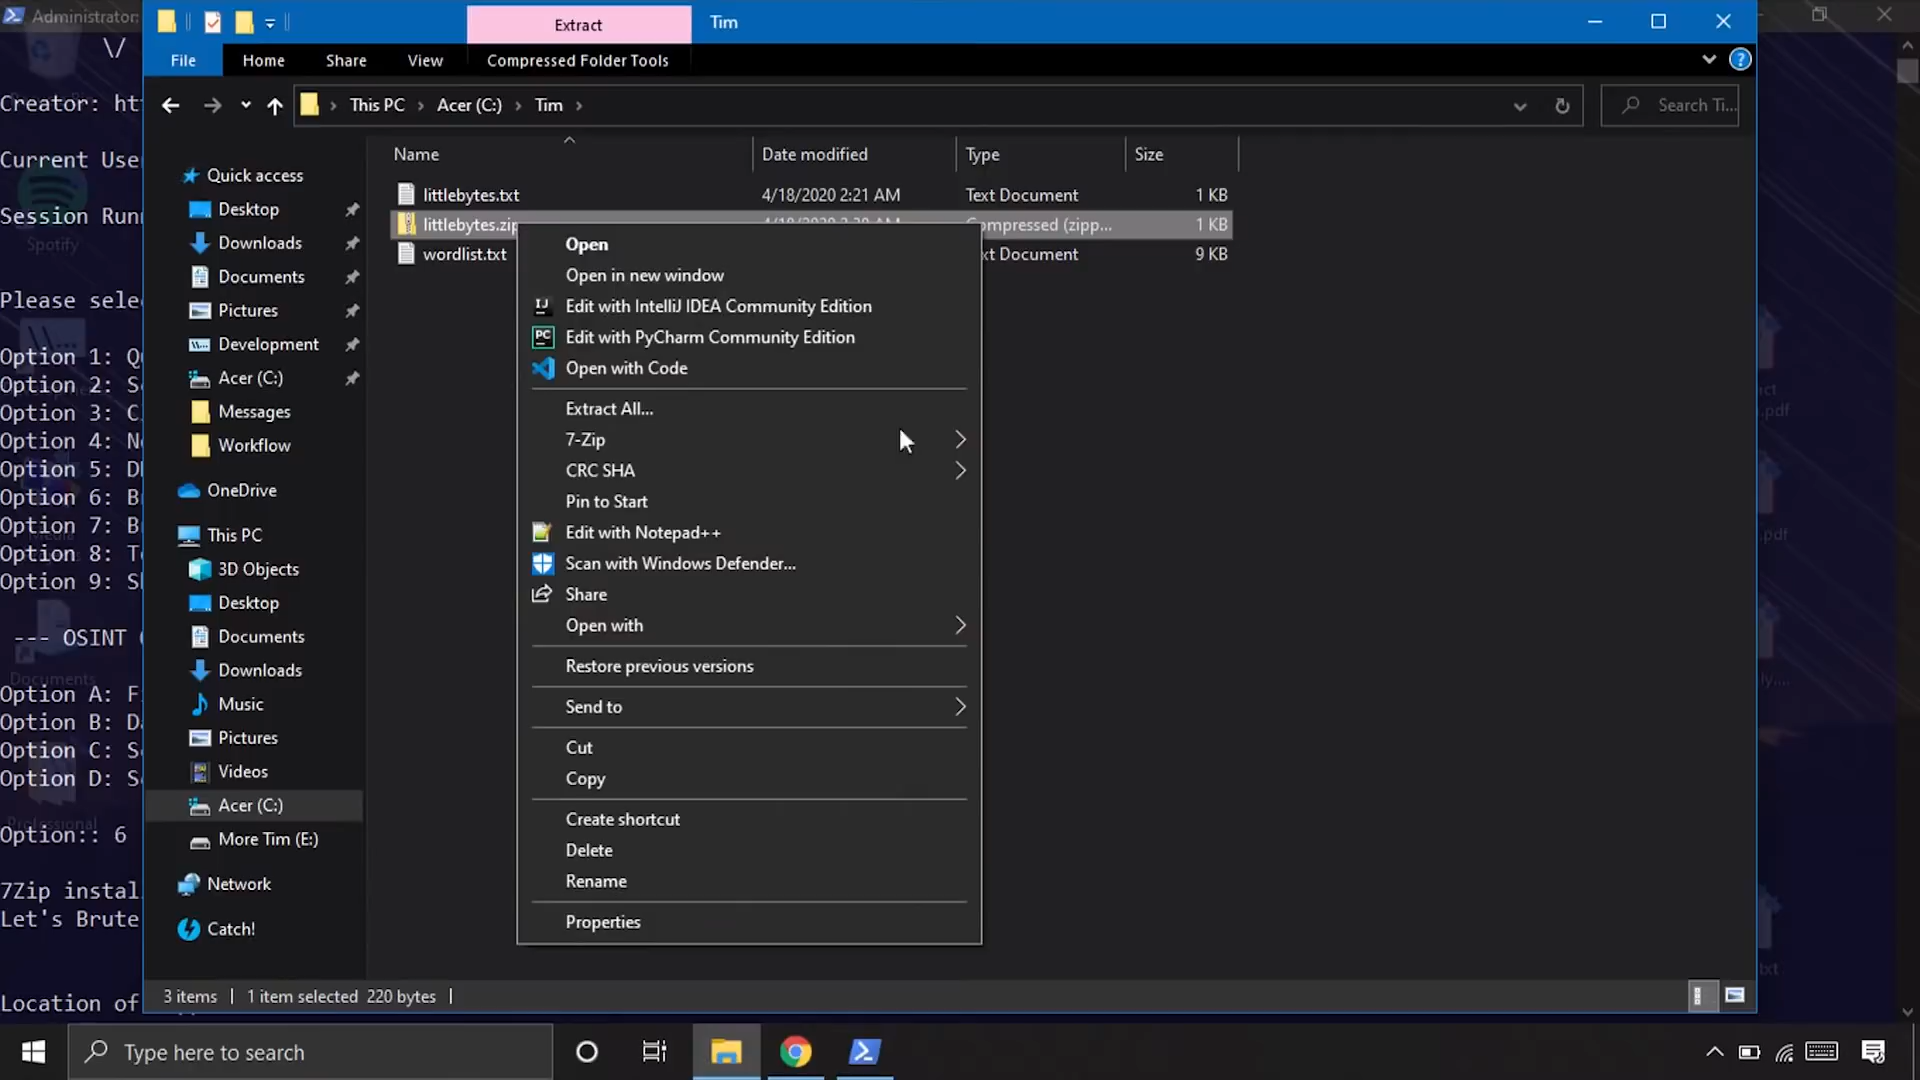 Administrator:
Extract
Tim
File
Home
Share
View
Compressed Folder Tools
\/
Creator:
This PC
Acer (C:)
Tim
Search Ti...
Name
Date modified
Type
Size
Current Use
Quick access
littlebytes.txt
4/18/2020 2:21 AM
Text Document
1 KB
Desktop
littlebytes.zip
1 KB
Session Run
Spotify
Downloads
wordlist.txt
9 KB
Documents
Pictures
Development
Acer (C:)
Messages
Workflow
Please
Option 1:
Option 2:
Option 3:
Option 4:
Option 5:
Option 6:
Option 7:
Option 8:
Option 9:
OneDrive
This PC
3D Objects
Desktop
Documents
Downloads
Music
Pictures
Videos
Acer (C:)
More Tim (E:)
Network
Catch!
--- OSINT
Documents
Option A:
Option B:
Option C:
Option D:
Professional
Option:: 6
7Zip
Let's Brute
Location of
Open
Open in new window
Edit with IntelliJ IDEA Community Edition
Edit with PyCharm Community Edition
Open with Code
Extract All...
7-Zip
CRC SHA
Pin to Start
Edit with Notepad++
Scan with Windows Defender...
Share
Open with
Restore previous versions
Send to
Cut
Copy
Create shortcut
Delete
Rename
Properties
3 items
1 item selected 220 bytes
Type here to search